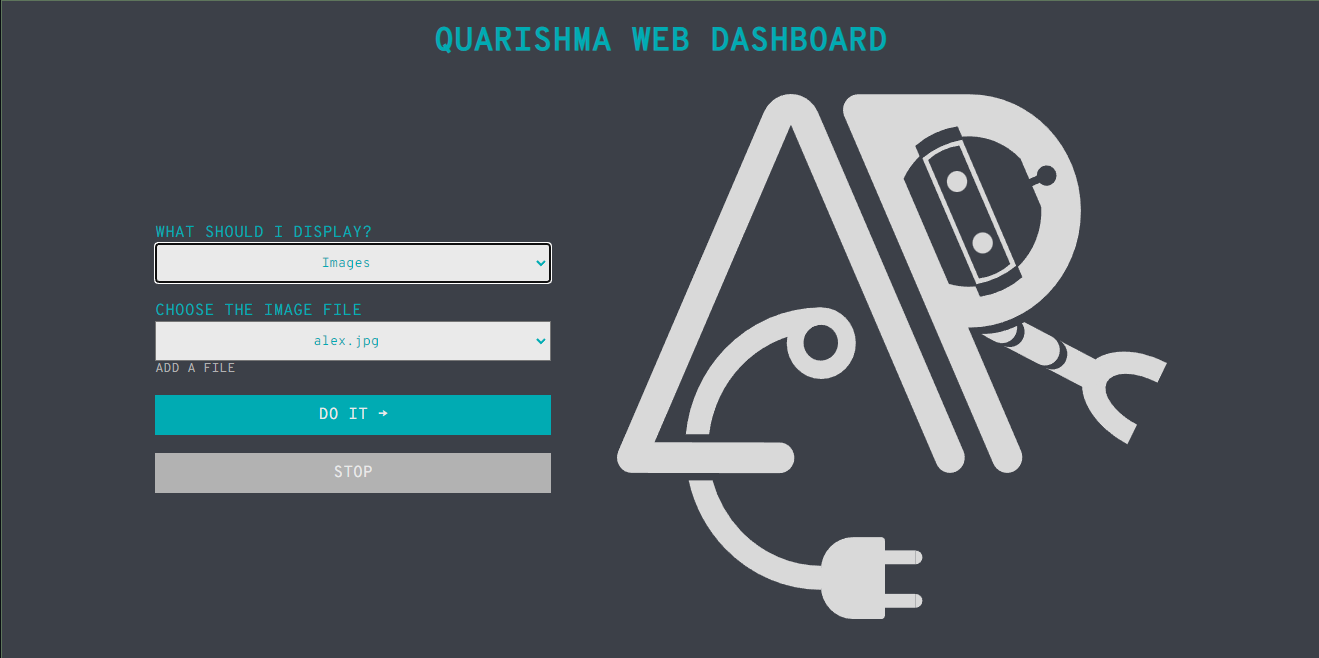 QUARISHMA WEB DASHBOARD
WHAT SHOULD I DISPLAY?
Images
CHOOSE THE IMAGE FILE
alex.jpg
ADD A FILE
DO IT →
STOP